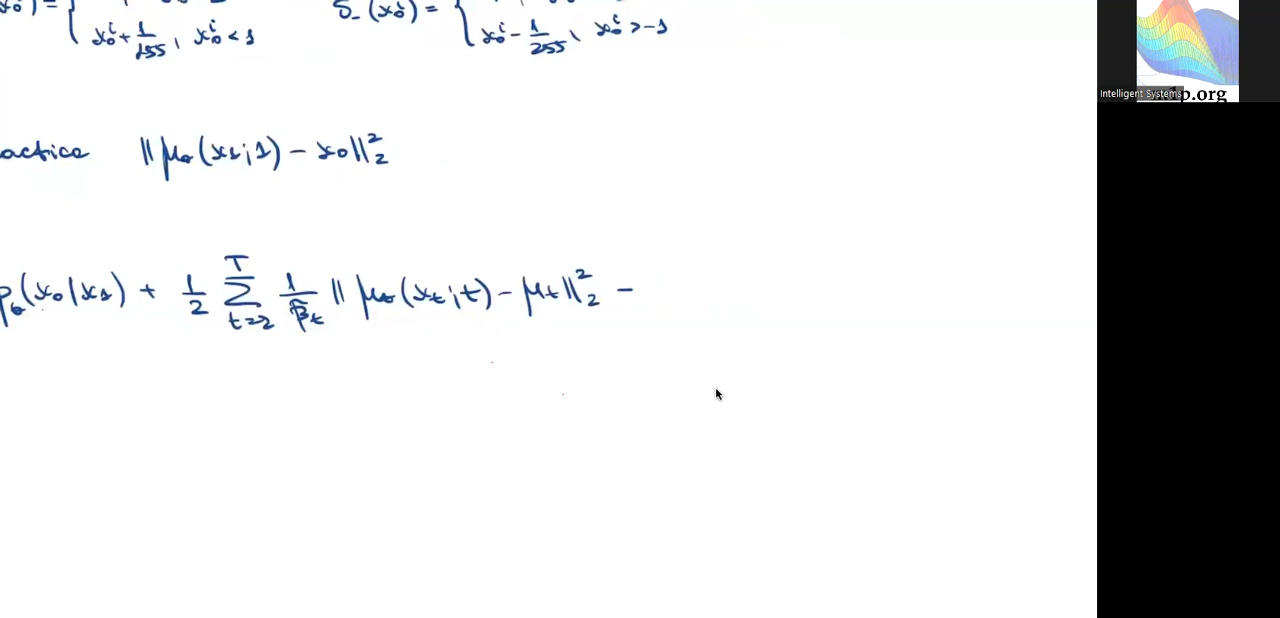 x₀ⁱ) = { x₀ⁱ + 1/255, x₀ⁱ < 1    δ₋(x₀ⁱ) = { x₀ⁱ - 1/255, x₀ⁱ > -1
Intelligent Systems
.org
actice ‖μθ(x₁;1) - x₀‖₂²
pθ(x₀|x₁) + 1/2 Σ_{t=2}^{T} 1/β̃ₜ ‖μθ(xₜ;t) - μₜ‖₂² -